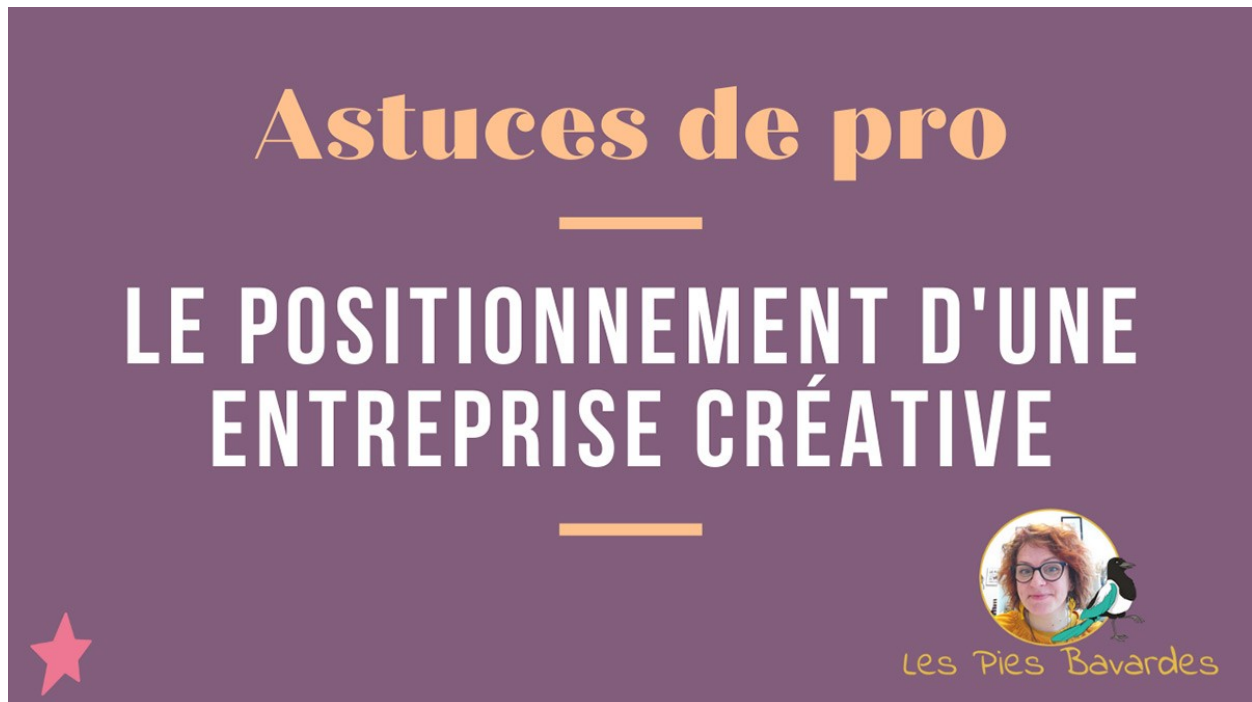 Astuces de pro
LE POSITIONNEMENT D'UNE
ENTREPRISE CRÉATIVE
Les Pies Bavardes